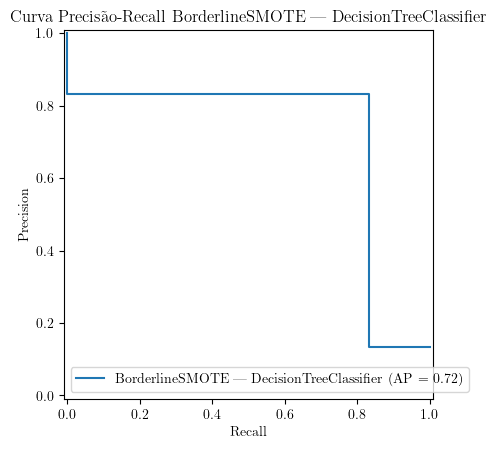 Curva Precisão-Recall BorderlineSMOTE — DecisionTreeClassifier
1.0
0.8
0.6
0.4
0.2
0.0
Precision
BorderlineSMOTE — DecisionTreeClassifier (AP = 0.72)
0.0 0.2 0.4 0.6 0.8 1.0
Recall